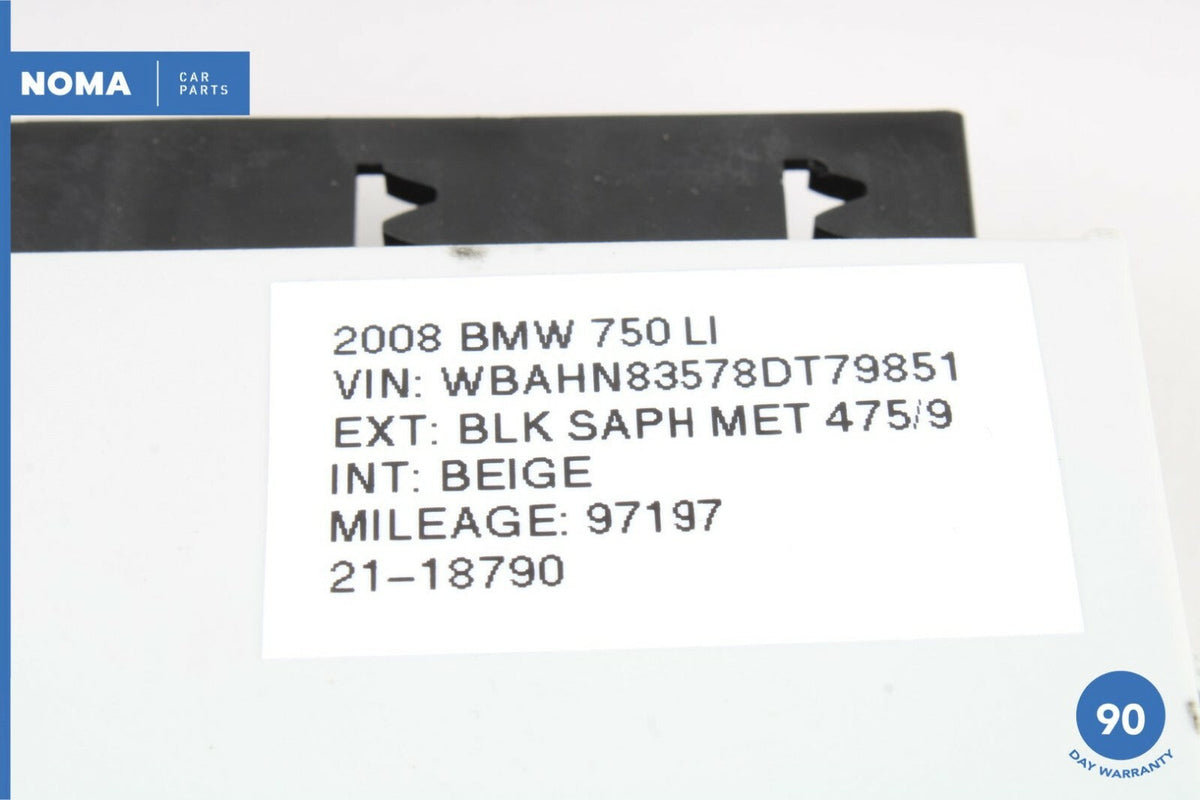 NOMA
CAR
PARTS
2008 BMW 750 LI
VIN: WBAHN83578DT79851
EXT: BLK SAPH MET 475/9
INT: BEIGE
MILEAGE: 97197
21-18790
90
DAY WARRANTY